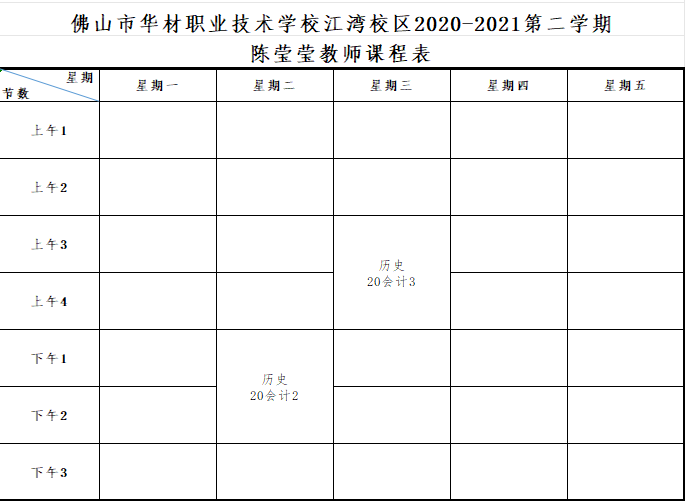 佛山市华材职业技术学校江湾校区2020-2021第二学期
陈莹莹教师课程表
星期
节数
星期一
星期二
星期三
星期四
星期五
上午1
上午2
上午3
历史
20会计3
上午4
下午1
历史
20会计2
下午2
下午3